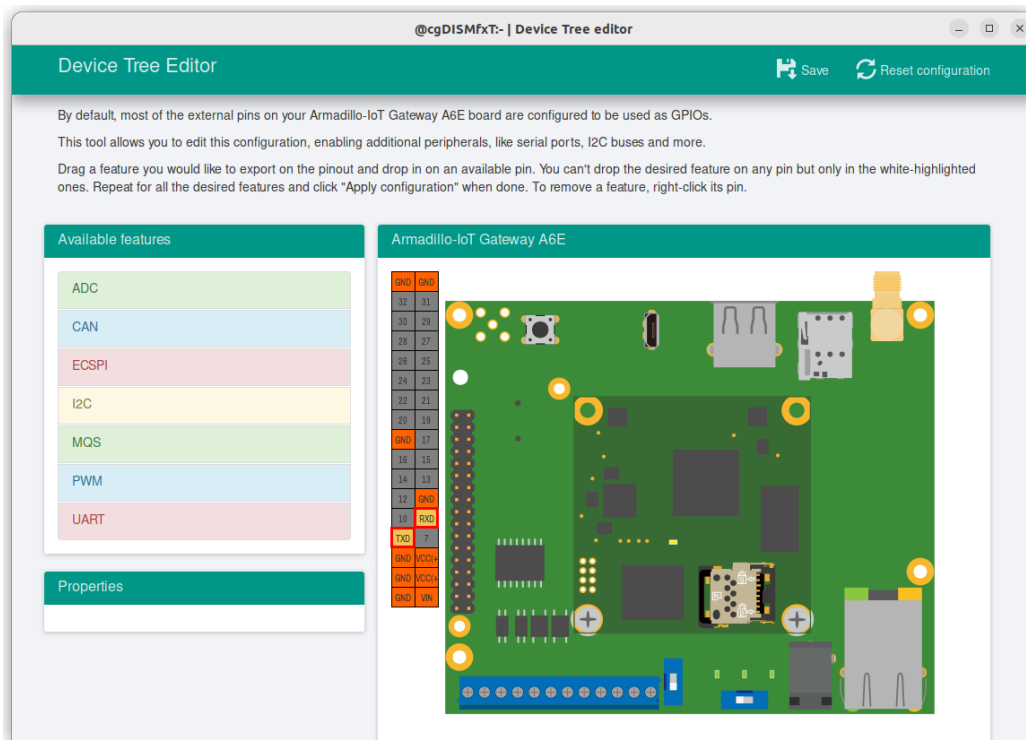 @cgDISMfxT:- | Device Tree editor
Device Tree Editor
Save
Reset configuration
By default, most of the external pins on your Armadillo-IoT Gateway A6E board are configured to be used as GPIOs.
This tool allows you to edit this configuration, enabling additional peripherals, like serial ports, I2C buses and more.
Drag a feature you would like to export on the pinout and drop in on an available pin. You can't drop the desired feature on any pin but only in the white-highlighted
ones. Repeat for all the desired features and click "Apply configuration" when done. To remove a feature, right-click its pin.
Available features
ADC
CAN
ECSPI
I2C
MQS
PWM
UART
Properties
Armadillo-IoT Gateway A6E
GND GND
32 31
30 29
28 27
26 25
24 23
22 21
20 19
GND 17
16 15
14 13
12 GND
10 RXD
TXD 7
GND VCC(+
GND VCC(+
GND VIN